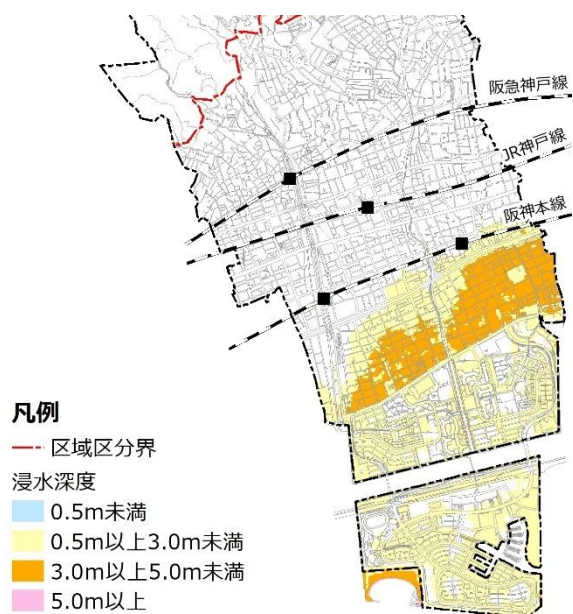 阪急神戸線
JR神戸線
阪神本線
凡例
区域区分界
浸水深度
0.5m未満
0.5m以上3.0m未満
3.0m以上5.0m未満
5.0m以上